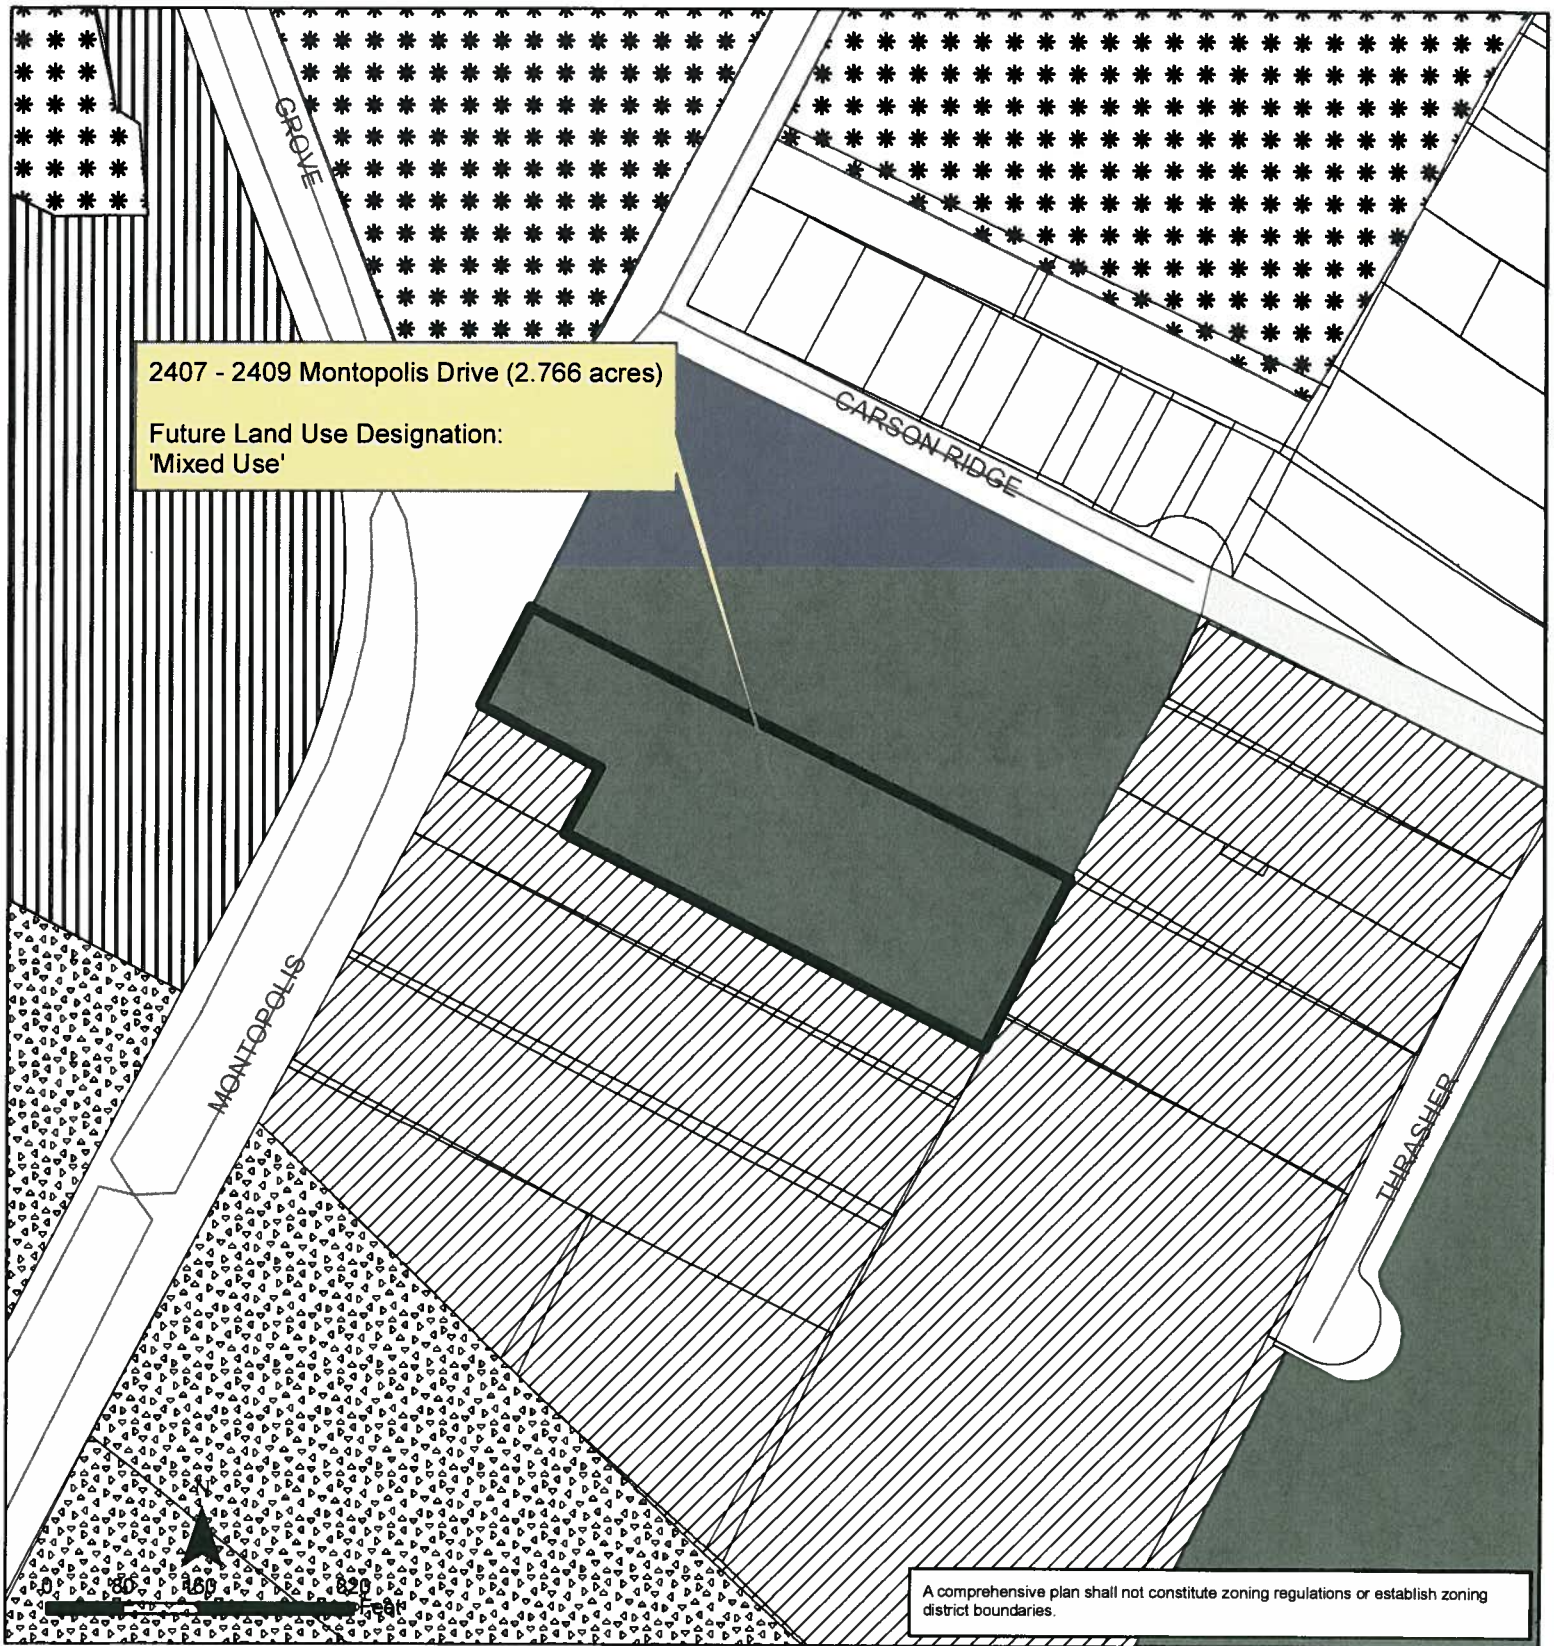 GROVE
2407 - 2409 Montopolis Drive (2.766 acres)
Future Land Use Designation:
'Mixed Use'
CARSON RIDGE
MONTOPOLIS
THRASHER
N
0 80 160 320
Feet
A comprehensive plan shall not constitute zoning regulations or establish zoning
district boundaries.